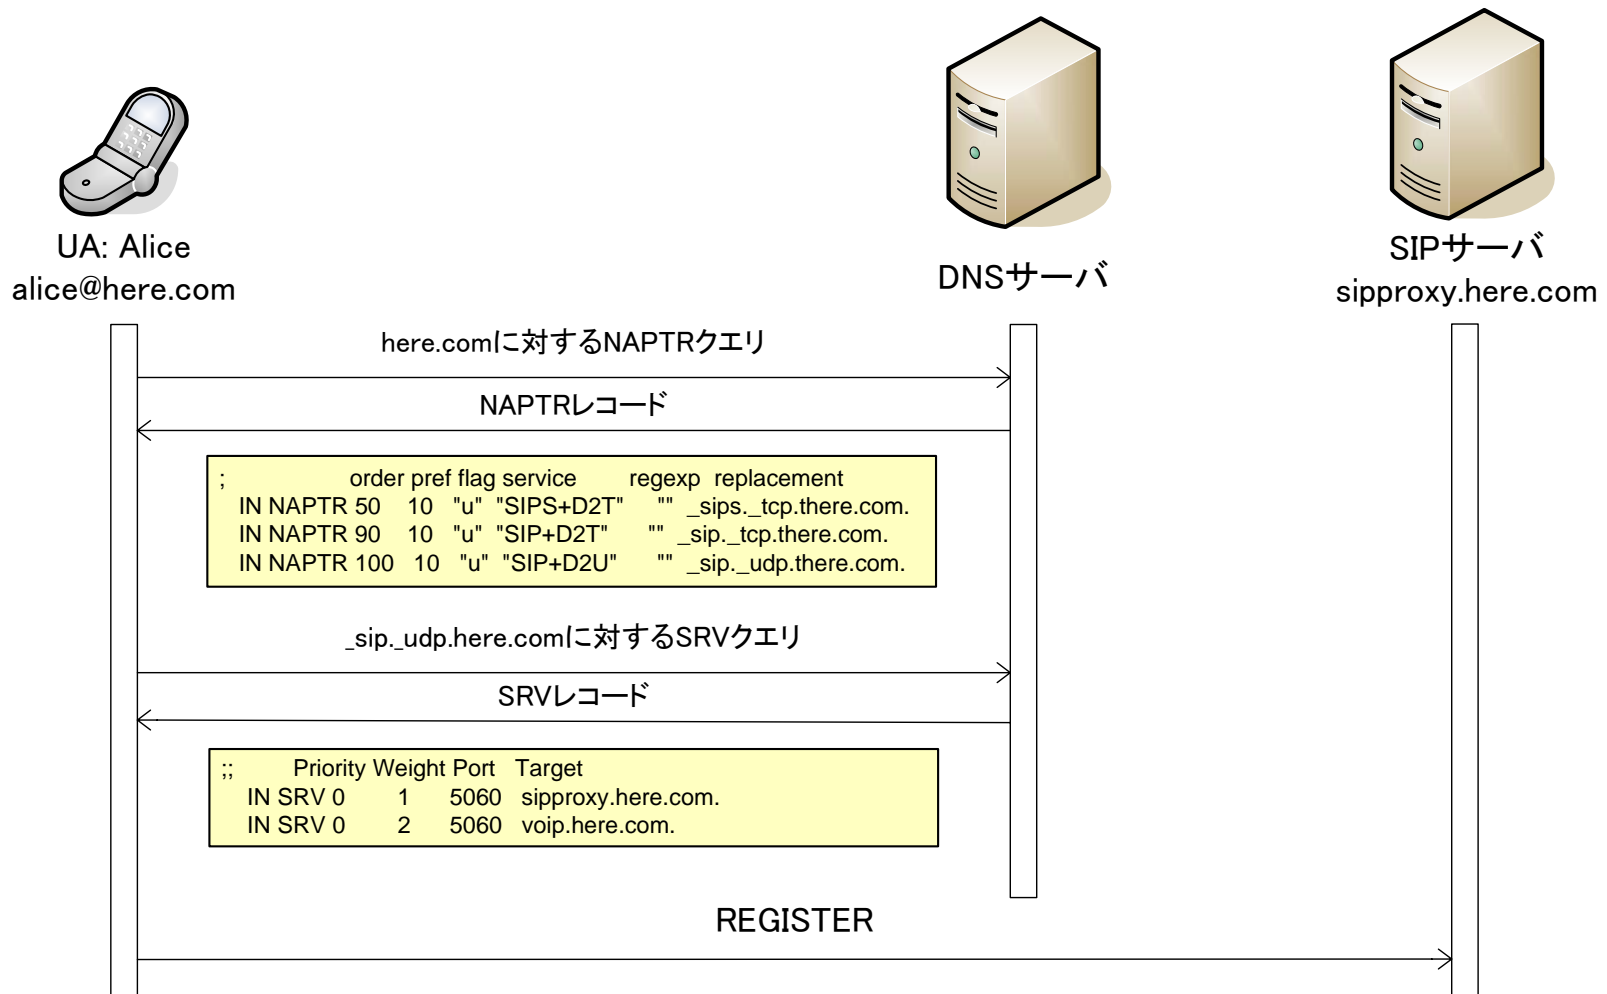 UA: Alice
alice@here.com
DNSサーバ
SIPサーバ
sipproxy.here.com
here.comに対するNAPTRクエリ
NAPTRレコード
; order pref flag service regexp replacement
IN NAPTR 50 10 "u" "SIPS+D2T" "" _sips._tcp.there.com.
IN NAPTR 90 10 "u" "SIP+D2T" "" _sip._tcp.there.com.
IN NAPTR 100 10 "u" "SIP+D2U" "" _sip._udp.there.com.
_sip._udp.here.comに対するSRVクエリ
SRVレコード
;; Priority Weight Port Target
IN SRV 0 1 5060 sipproxy.here.com.
IN SRV 0 2 5060 voip.here.com.
REGISTER